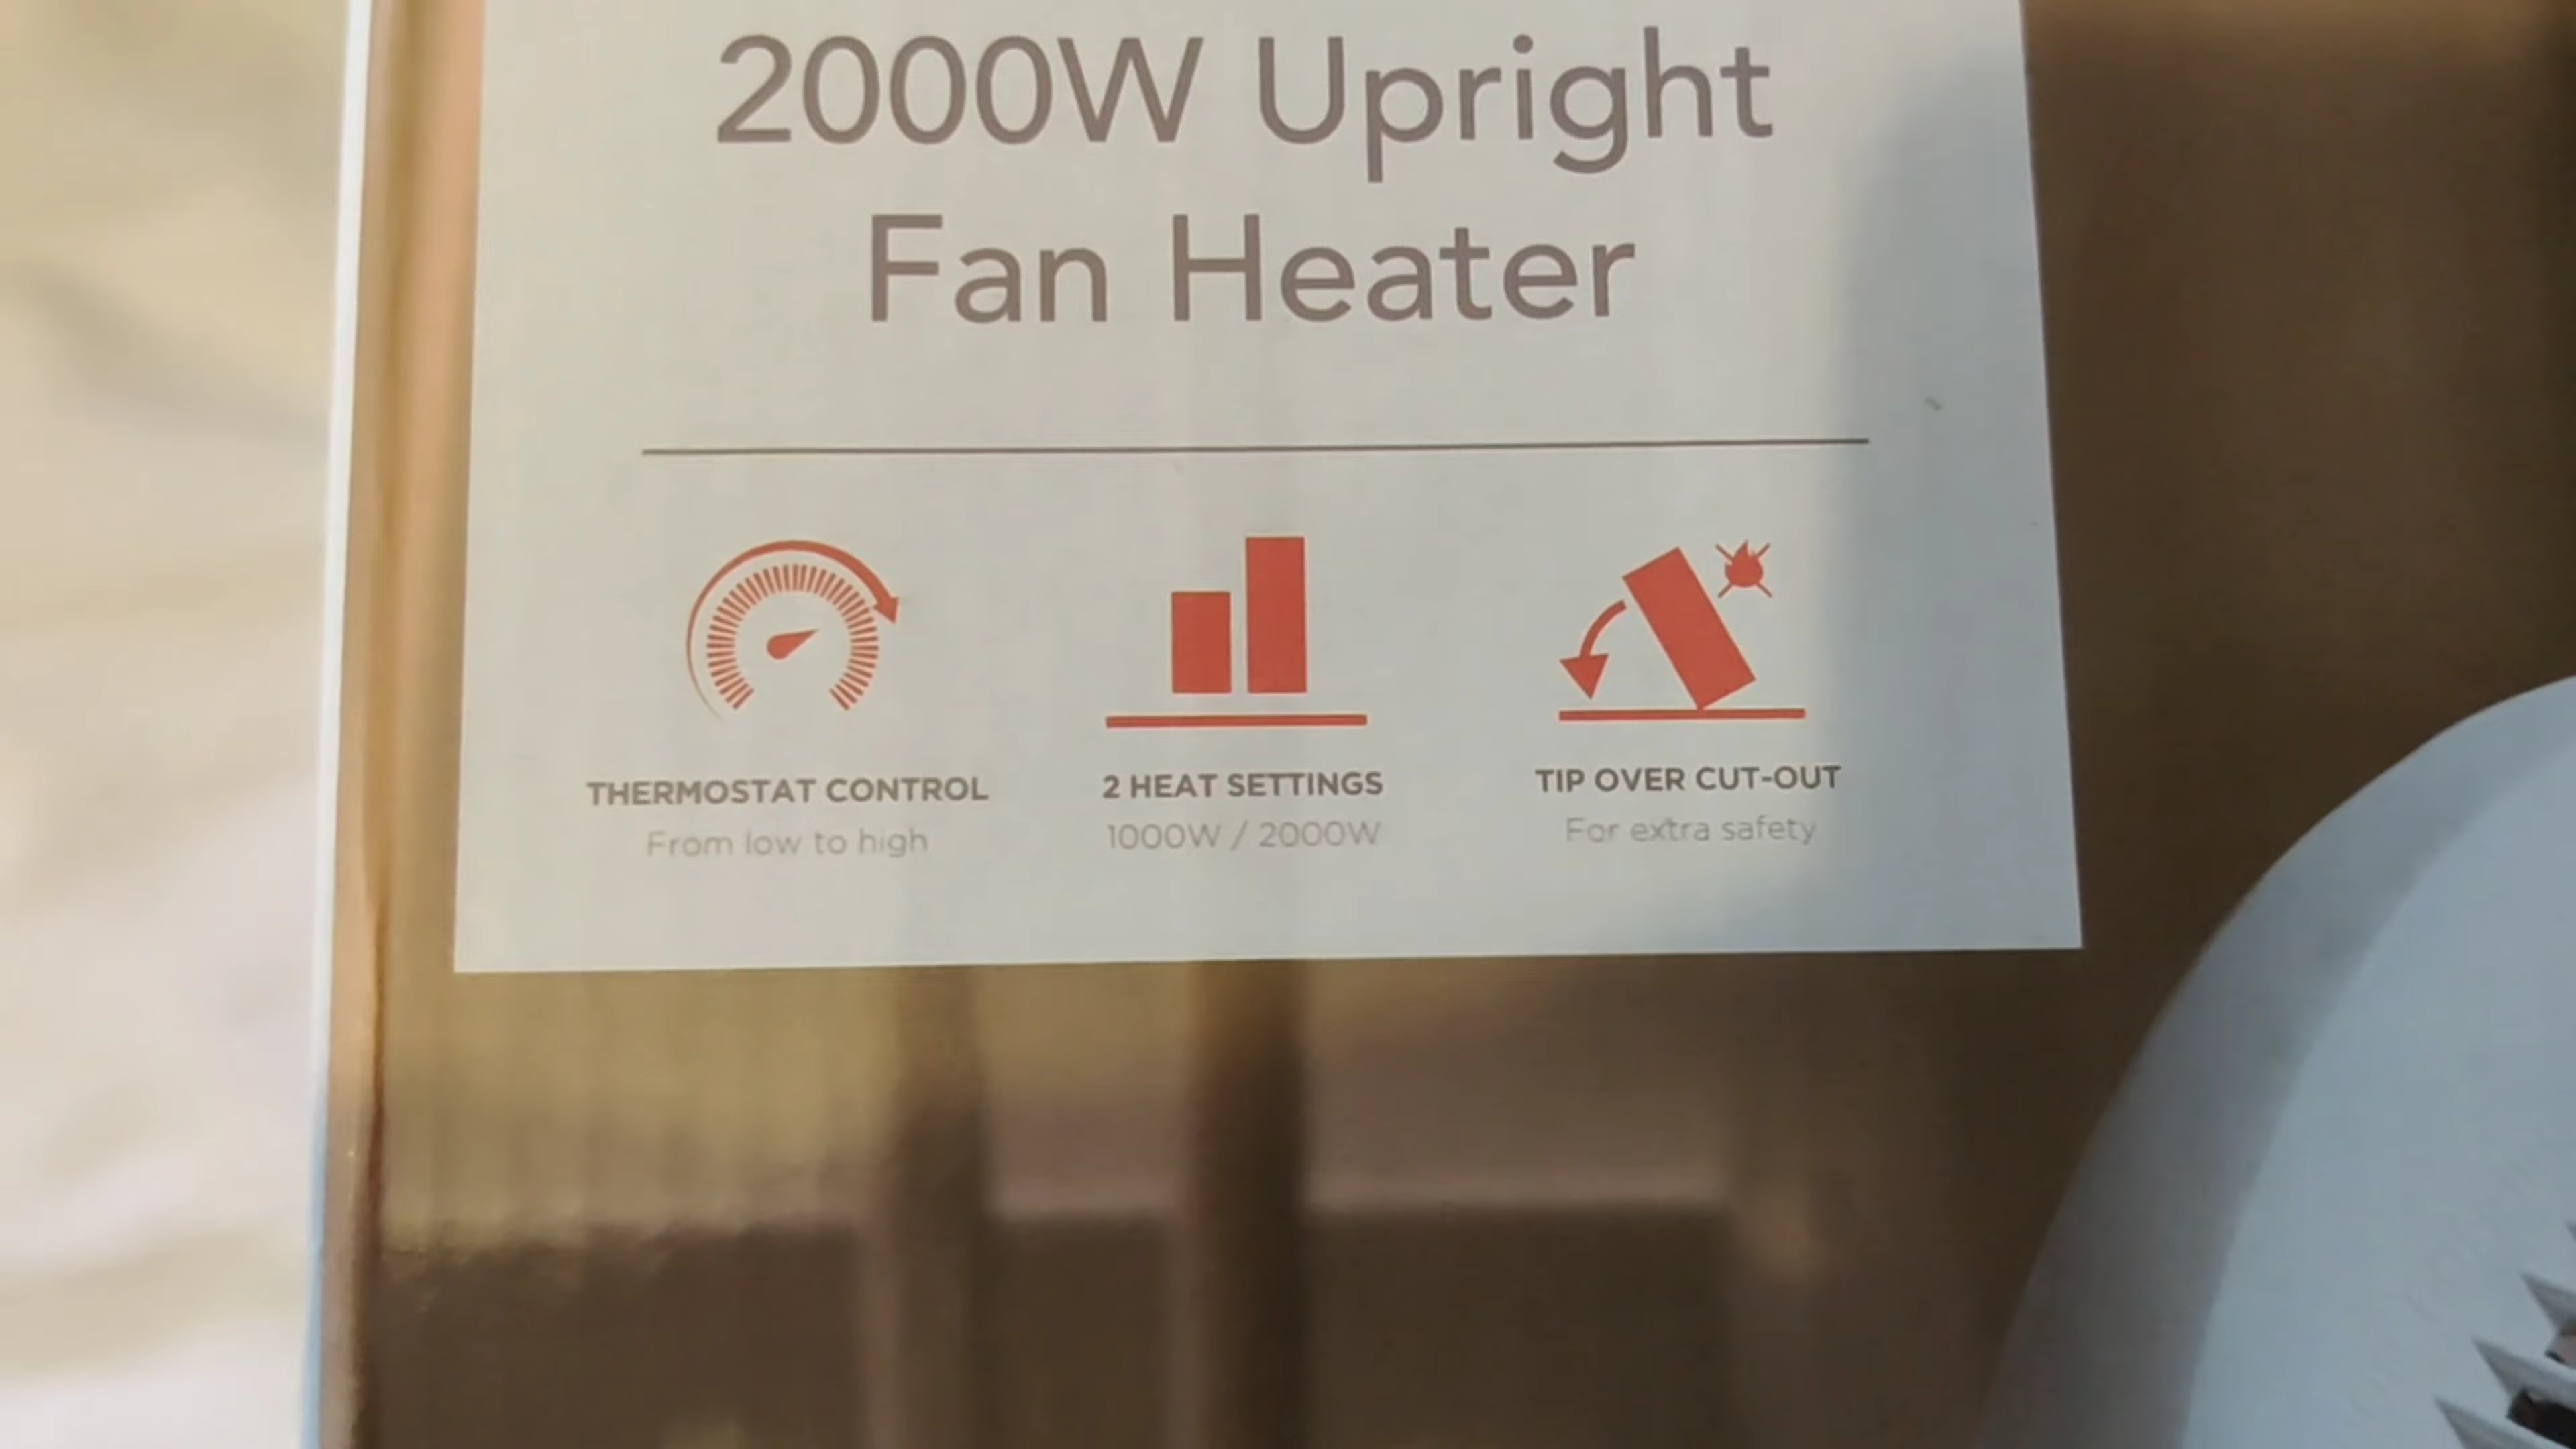 2000W Upright
Fan Heater
THERMOSTAT CONTROL
From low to high
2 HEAT SETTINGS
1000W / 2000W
TIP OVER CUT-OUT
For extra safety